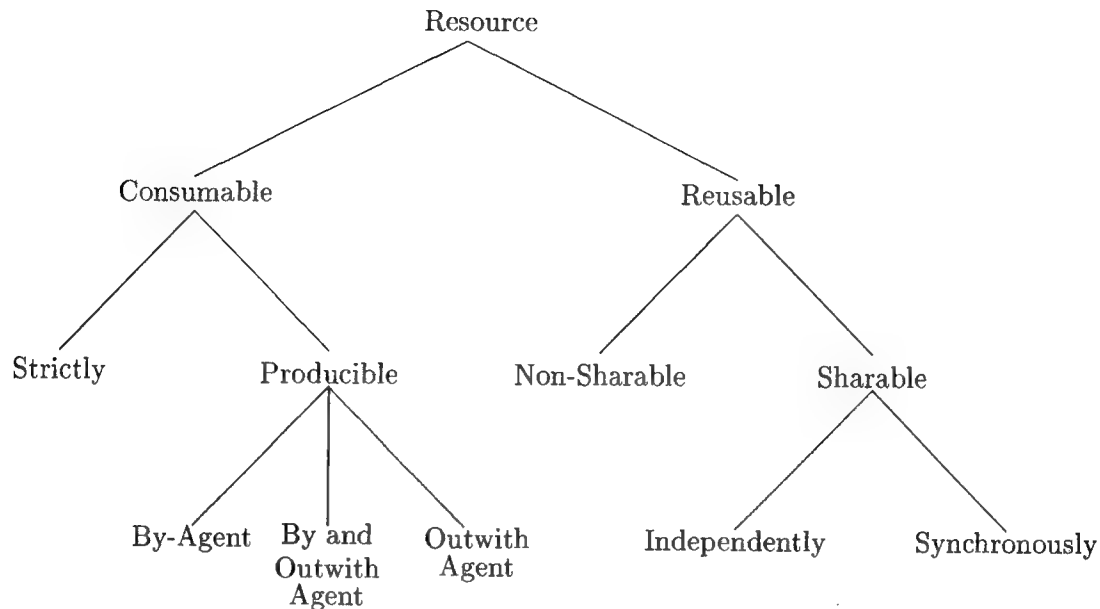 Resource
Consumable
Reusable
Strictly
Producible
Non-Sharable
Sharable
By-Agent
By and
Outwith
Agent
Outwith
Agent
Independently
Synchronously